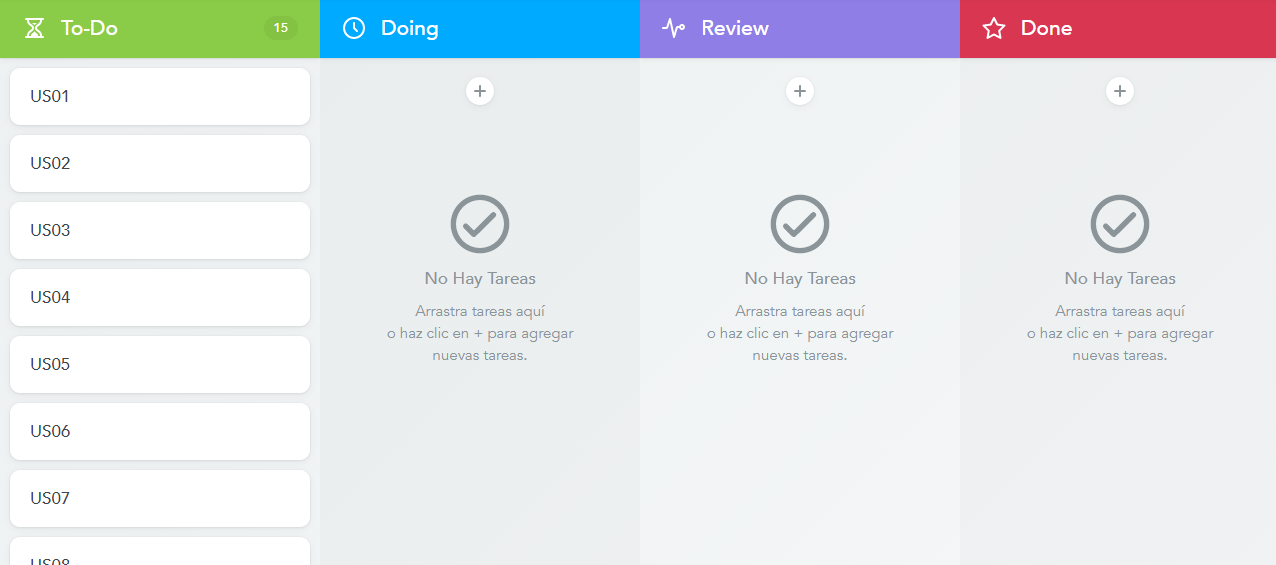 To-Do
15
US01
US02
US03
US04
US05
US06
US07
US08
Doing
No Hay Tareas
Arrastra tareas aquí
o haz clic en + para agregar
nuevas tareas.
Review
No Hay Tareas
Arrastra tareas aquí
o haz clic en + para agregar
nuevas tareas.
Done
No Hay Tareas
Arrastra tareas aquí
o haz clic en + para agregar
nuevas tareas.